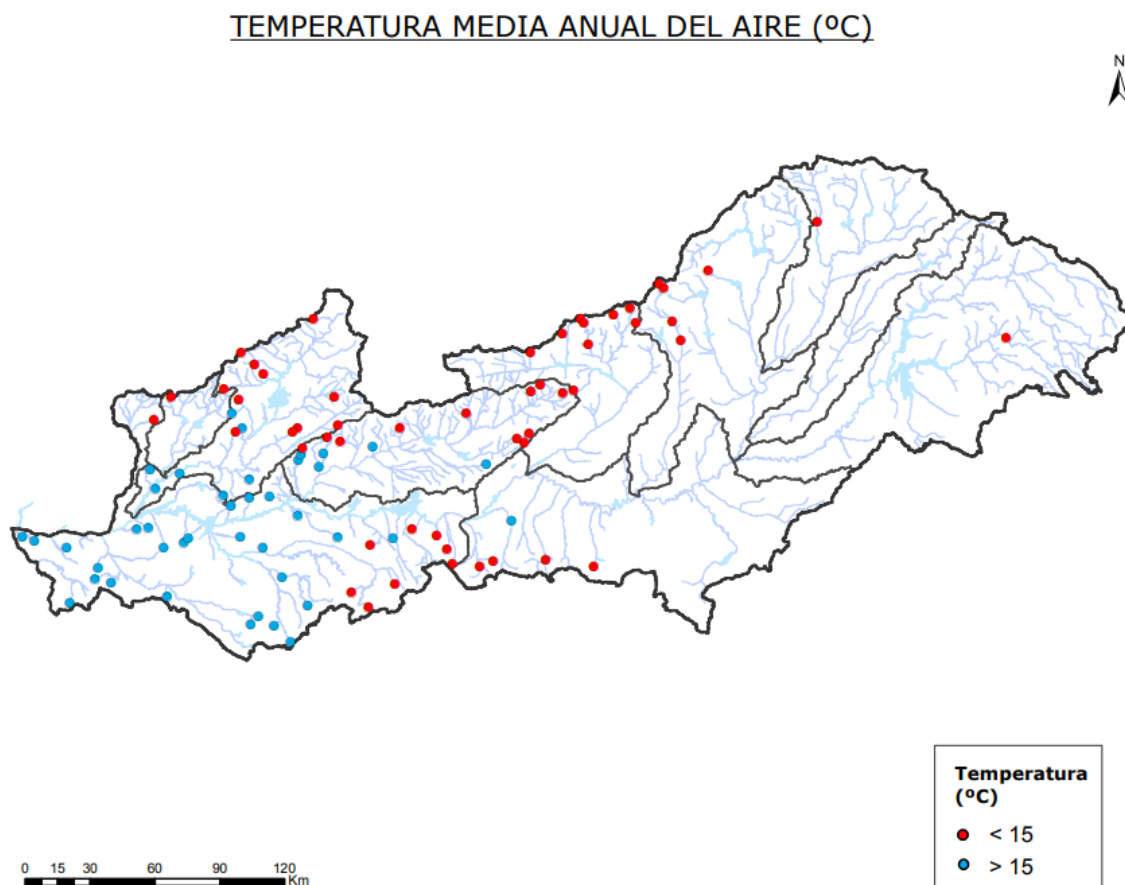 TEMPERATURA MEDIA ANUAL DEL AIRE (ºC)
N
Temperatura
(ºC)
< 15
> 15
0 15 30 60 90 120
Km